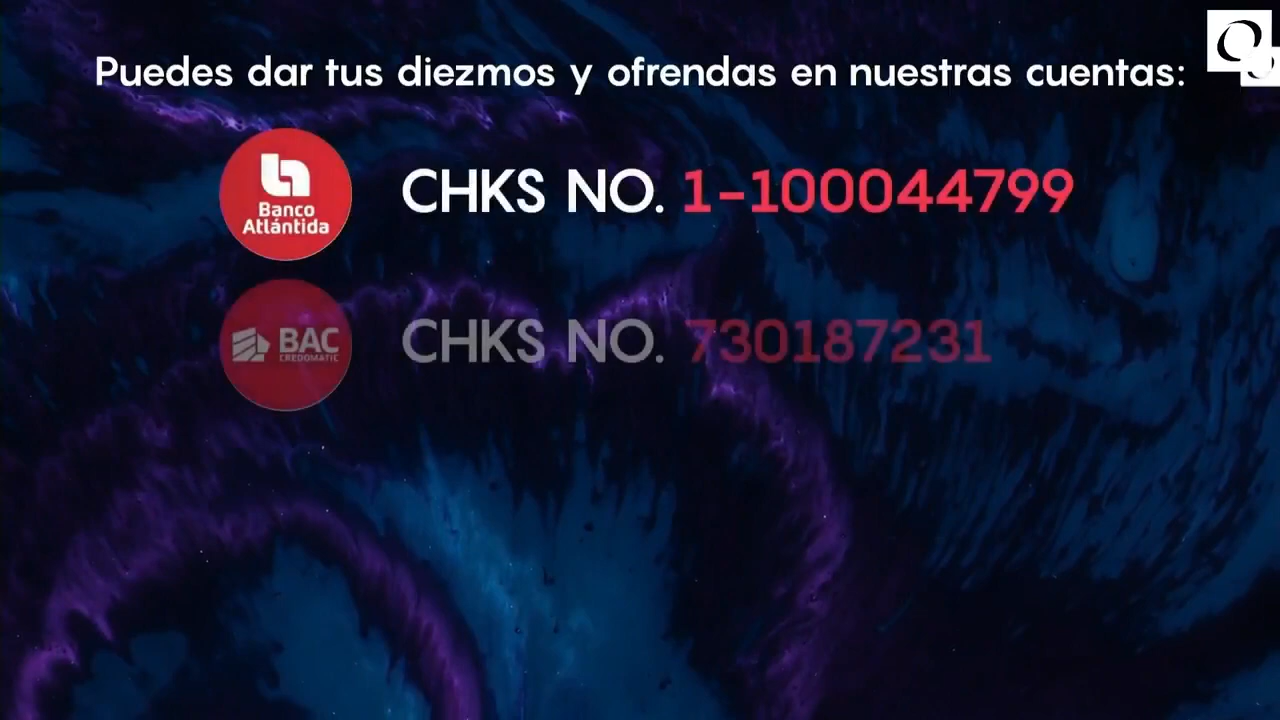 Puedes dar tus diezmos y ofrendas en nuestras cuentas:
Banco
Atlántida
CHKS NO. 1-100044799
BAC
CREDOMATIC
CHKS NO. 730187231